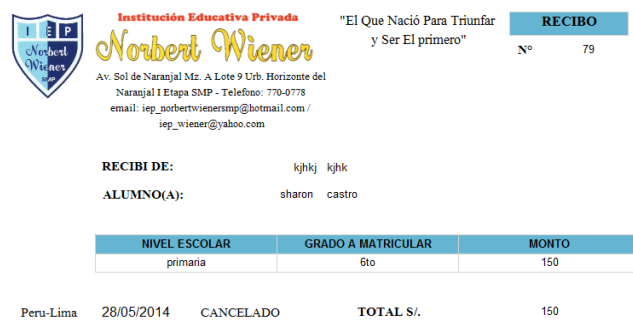 I E P
Norbert
Wiener
SMP
Institución Educativa Privada
Norbert Wiener
Av. Sol de Naranjal Mz. A Lote 9 Urb. Horizonte del
Naranjal I Etapa SMP - Telefono: 770-0778
email: iep_norbertwienersmp@hotmail.com /
iep_wiener@yahoo.com
"El Que Nació Para Triunfar
y Ser El primero"
RECIBO
N° 79
RECIBI DE: kjhkj kjhk
ALUMNO(A): sharon castro
NIVEL ESCOLAR GRADO A MATRICULAR MONTO
primaria 6to 150
Peru-Lima 28/05/2014 CANCELADO TOTAL S/. 150